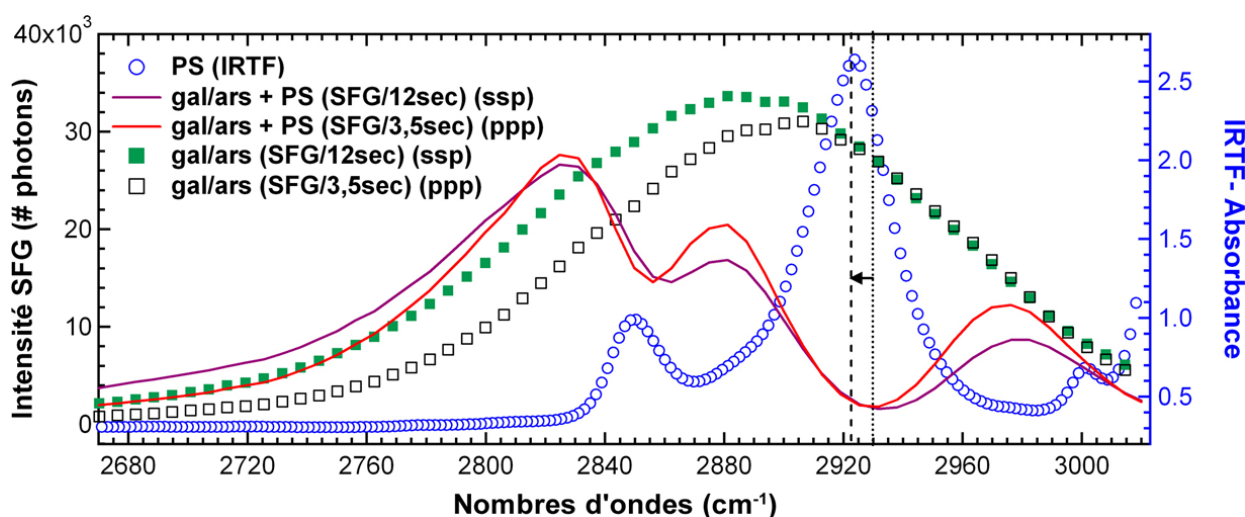 40x10³
30
20
10
0
Intensité SFG (# photons)
PS (IRTF)
gal/ars + PS (SFG/12sec) (ssp)
gal/ars + PS (SFG/3,5sec) (ppp)
gal/ars (SFG/12sec) (ssp)
gal/ars (SFG/3,5sec) (ppp)
2.5
2.0
1.5
1.0
0.5
IRTF- Absorbance
2680 2720 2760 2800 2840 2880 2920 2960 3000
Nombres d'ondes (cm⁻¹)